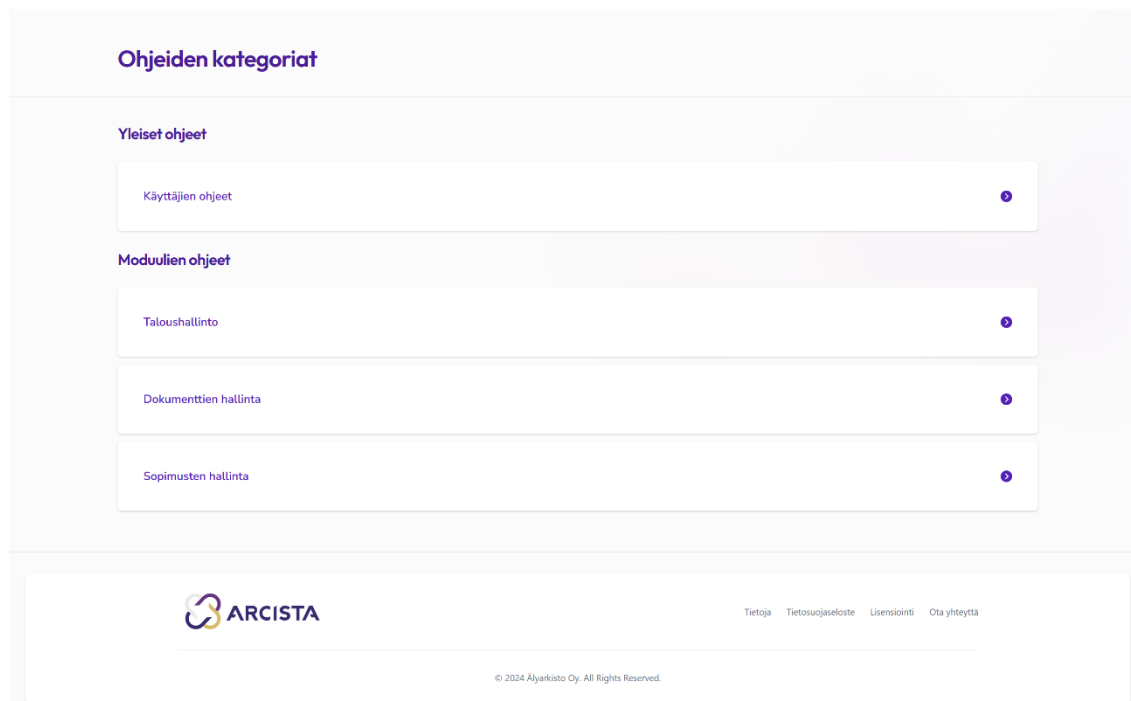 Ohjeiden kategoriat
Yleiset ohjeet
Käyttäjien ohjeet
Moduulien ohjeet
Taloushallinto
Dokumenttien hallinta
Sopimusten hallinta
ARCISTA
Tietoja Tietosuojaseloste Lisensiointi Ota yhteyttä
© 2024 Älyarkisto Oy. All Rights Reserved.